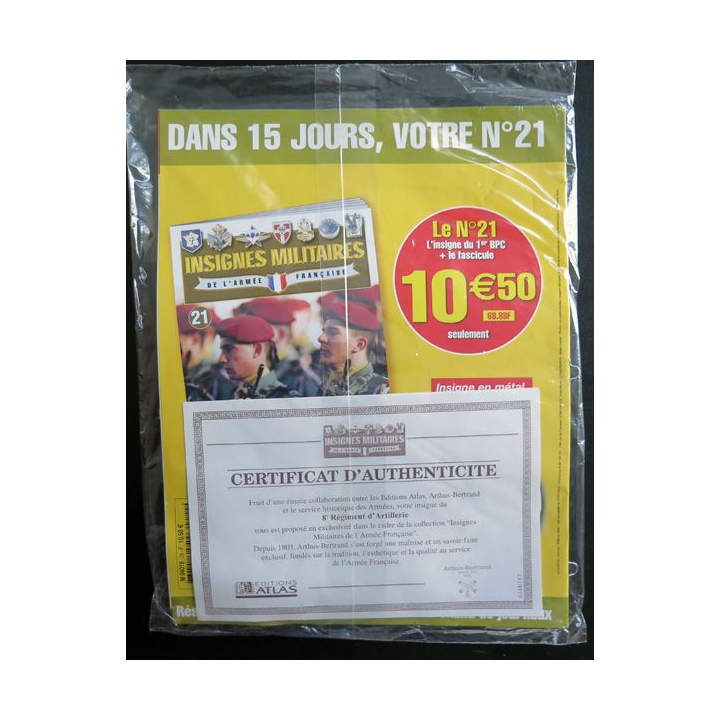 DANS 15 JOURS, VOTRE N°21
INSIGNES MILITAIRES
DE L'ARMÉE FRANÇAISE
21
Le N°21
L'insigne du 1er BPC
+ le fascicule
10€50
68.88F
seulement
Insigne en métal
INSIGNES MILITAIRES
CERTIFICAT D'AUTHENTICITE
Fruit d'une étroite collaboration entre les Editions Atlas, Arthus-Bertrand
et le service historique des Armées, votre insigne du
8e Régiment d'Artillerie
vous est proposé en exclusivité dans le cadre de la collection "Insignes
Militaires de l'Armée Française".
Depuis 1803, Arthus-Bertrand s'est forgé une maîtrise et un savoir-faire
exclusif, fondés sur la tradition, l'esthétique et la qualité au service
de l'Armée Française.
EDITIONS
ATLAS
Arthus-Bertrand